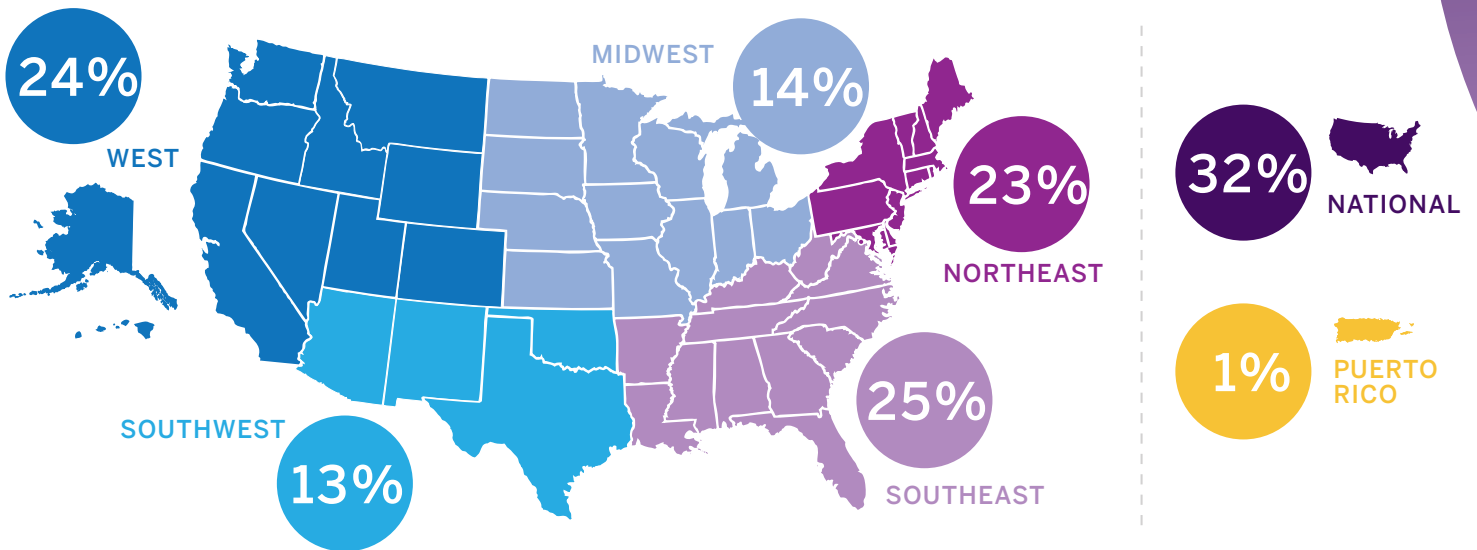 24%
WEST
MIDWEST
14%
23%
NORTHEAST
SOUTHWEST
13%
25%
SOUTHEAST
32%
NATIONAL
1%
PUERTO
RICO